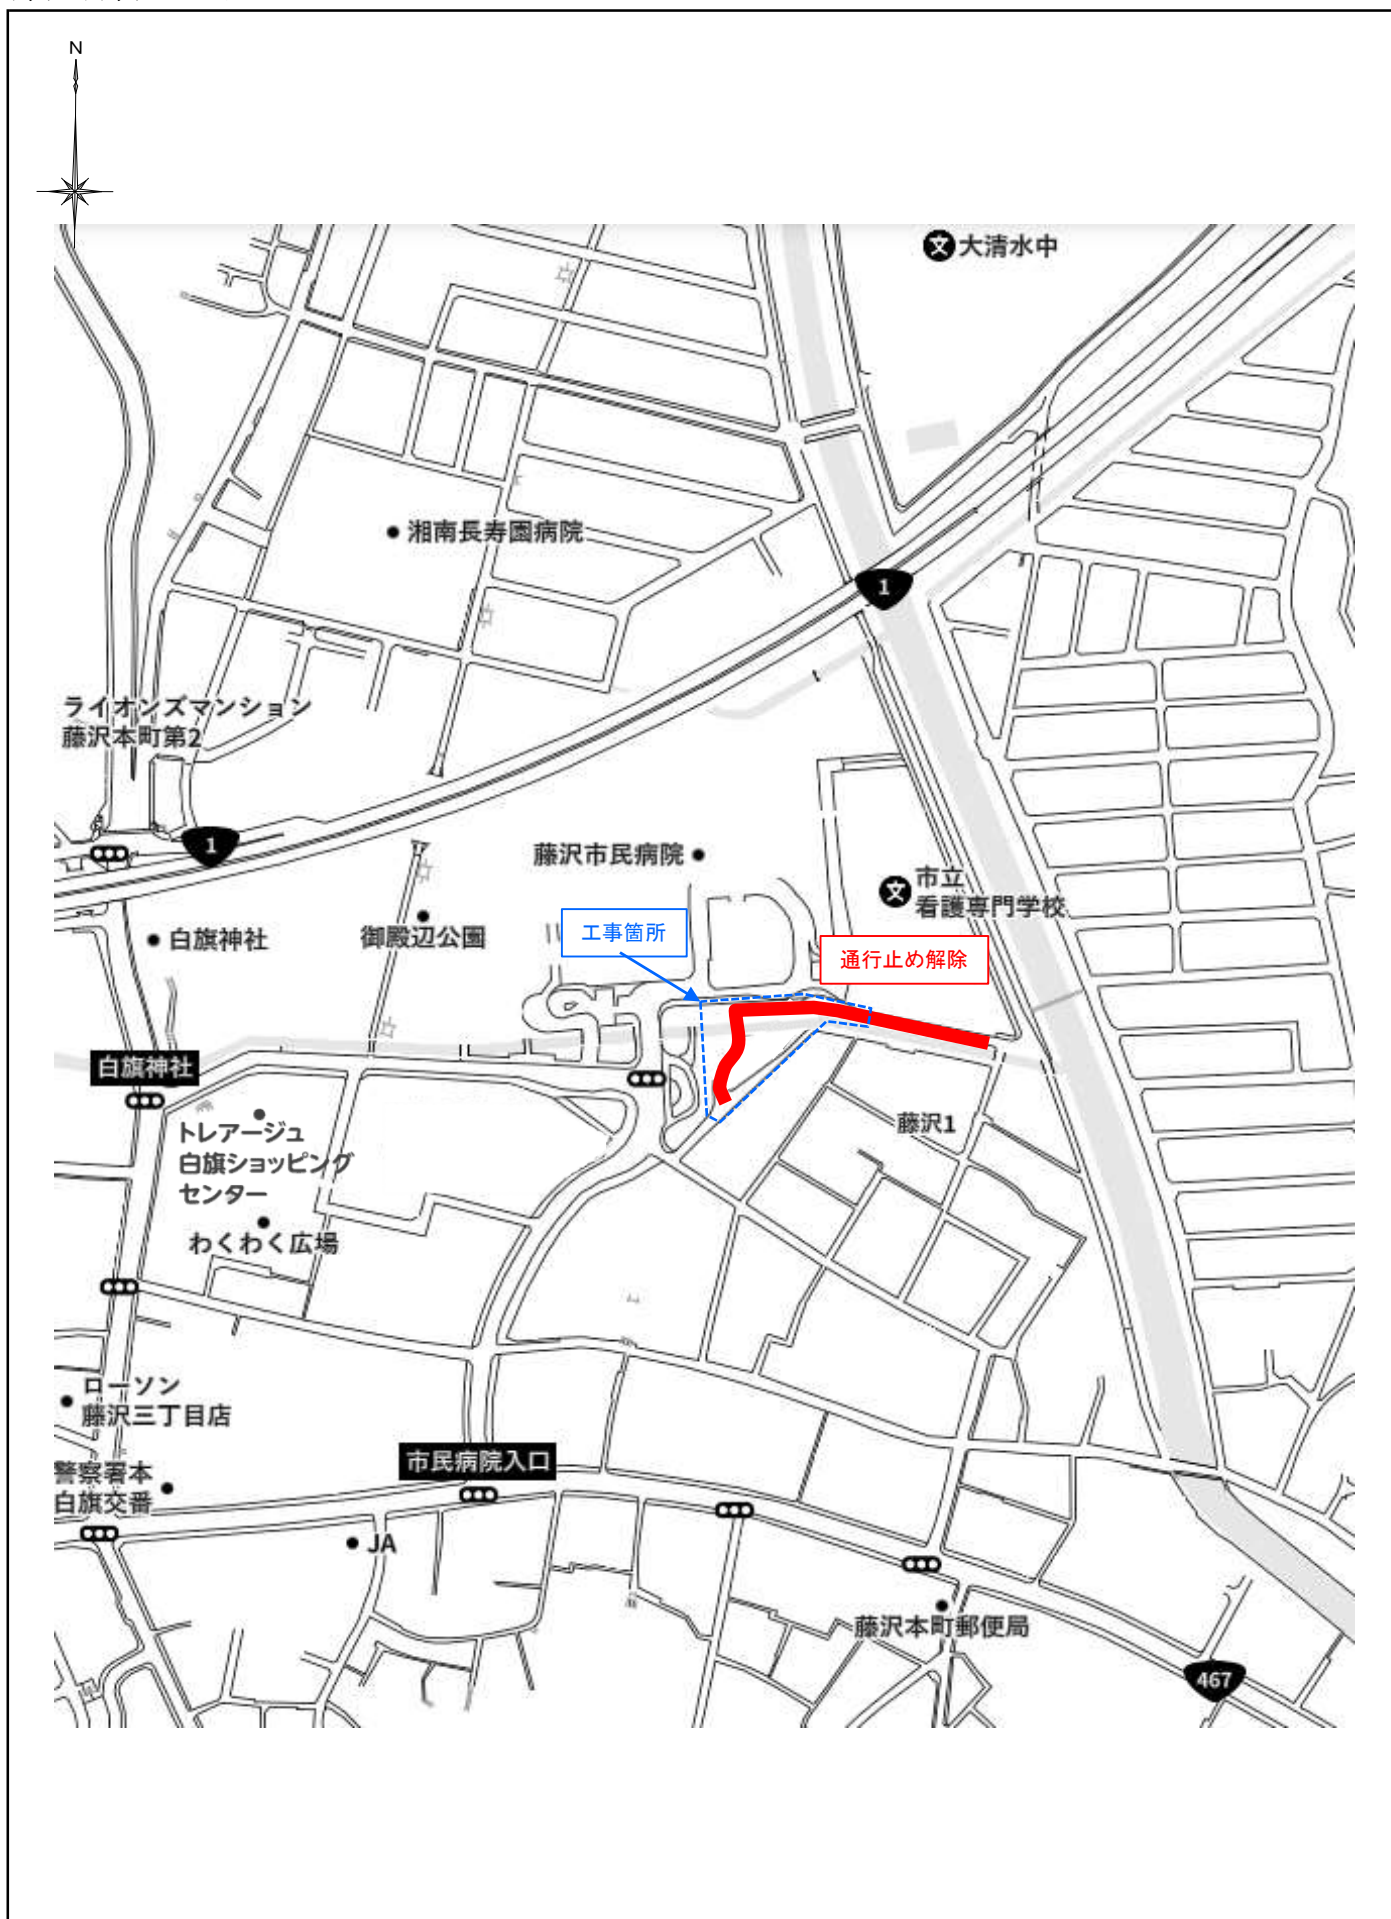 N
大清水中
湘南長寿園病院
1
ライオンズマンション
藤沢本町第2
1
藤沢市民病院
市立
看護専門学校
工事箇所
白旗神社
御殿辺公園
通行止め解除
白旗神社
藤沢1
トレアージュ
白旗ショッピング
センター
わくわく広場
ローソン
藤沢三丁目店
市民病院入口
警察署本
白旗交番
JA
藤沢本町郵便局
467